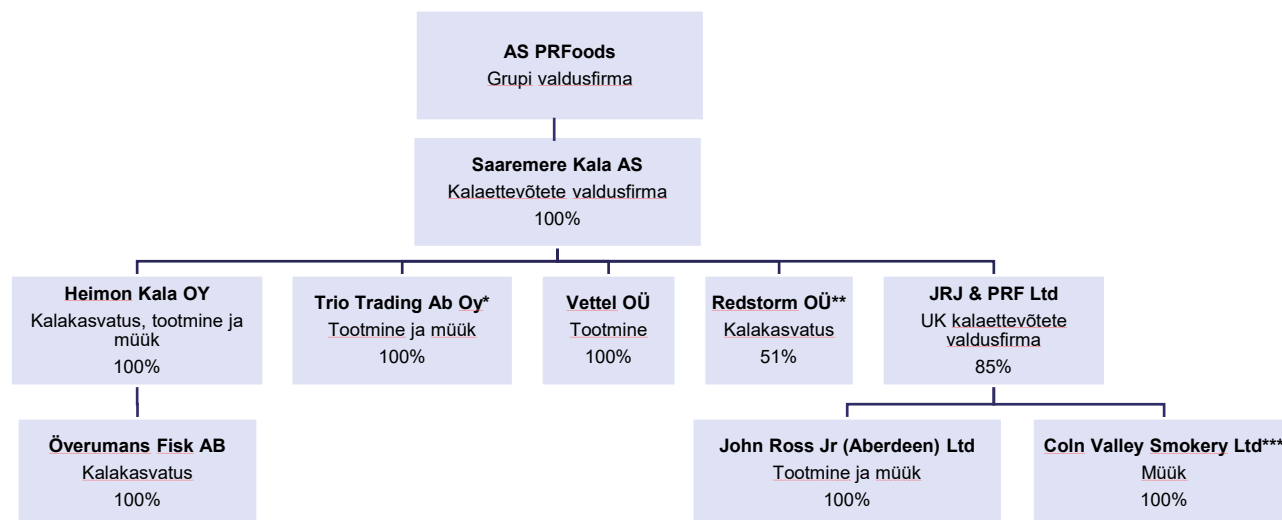 AS PRFoods
Grupi valdusfirma
Saaremere Kala AS
Kalaettevõtete valdusfirma
100%
Heimon Kala OY
Kalakasvatus, tootmine ja
müük
100%
Trio Trading Ab Oy*
Tootmine ja müük
100%
Vettel OÜ
Tootmine
100%
Redstorm OÜ**
Kalakasvatus
51%
JRJ & PRF Ltd
UK kalaettevõtete
valdusfirma
85%
Överumans Fisk AB
Kalakasvatus
100%
John Ross Jr (Aberdeen) Ltd
Tootmine ja müük
100%
Coln Valley Smokery Ltd***
Müük
100%